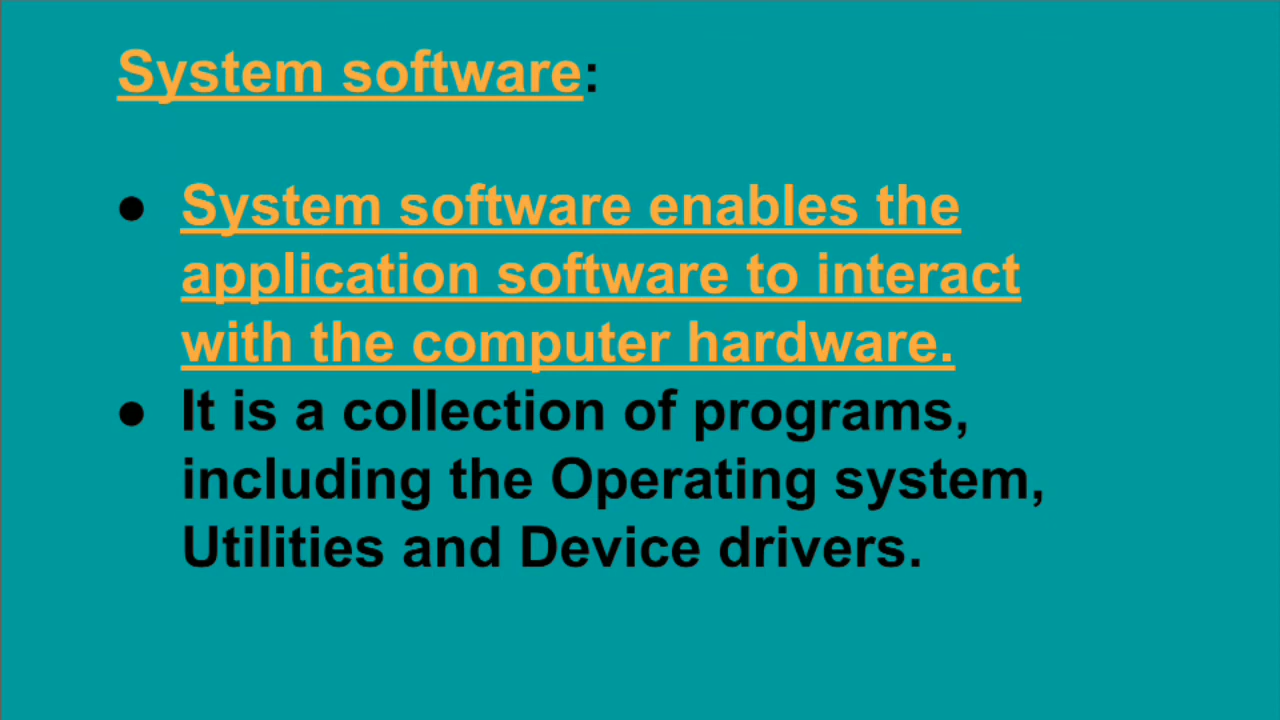 System software:
● System software enables the
application software to interact
with the computer hardware.
● It is a collection of programs,
including the Operating system,
Utilities and Device drivers.